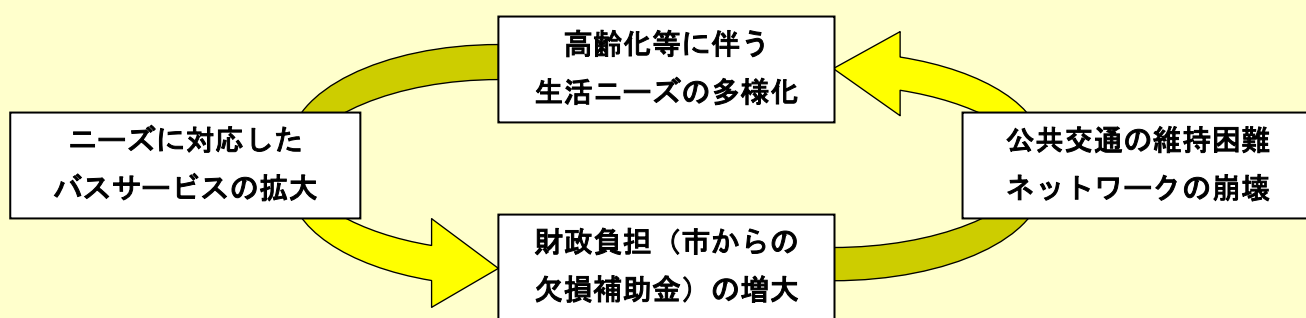 高齢化等に伴う
生活ニーズの多様化
ニーズに対応した
バスサービスの拡大
公共交通の維持困難
ネットワークの崩壊
財政負担（市からの
欠損補助金）の増大